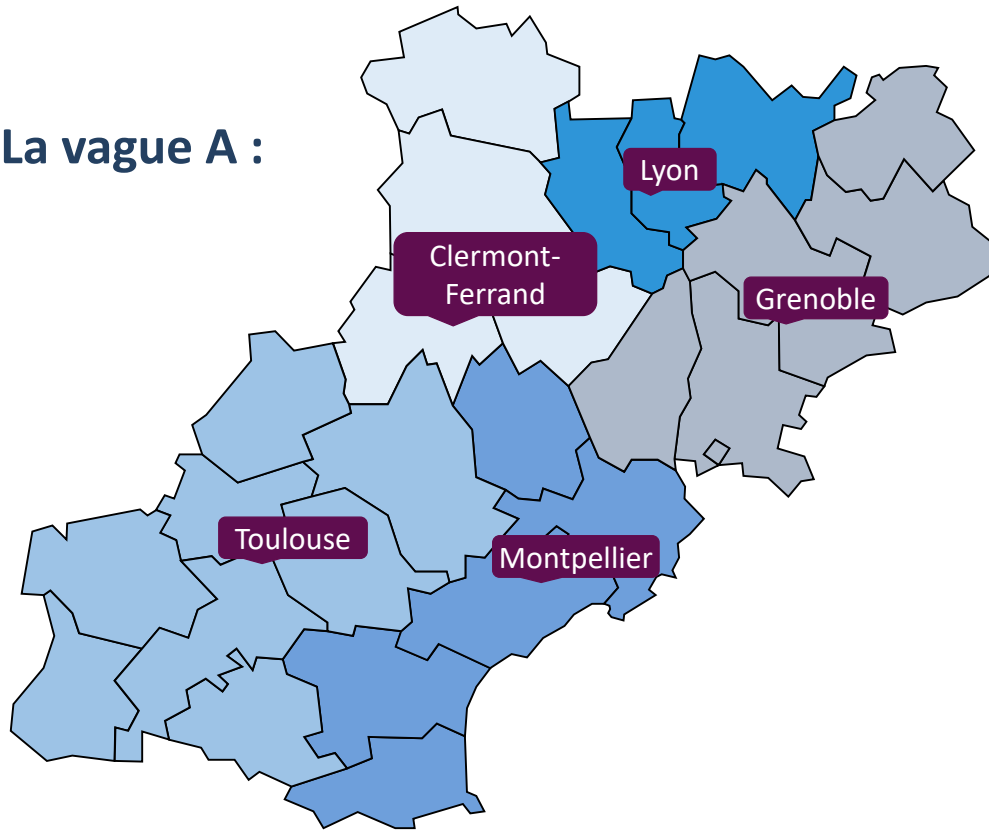 La vague A :
Lyon
Clermont-
Ferrand
Grenoble
Toulouse
Montpellier